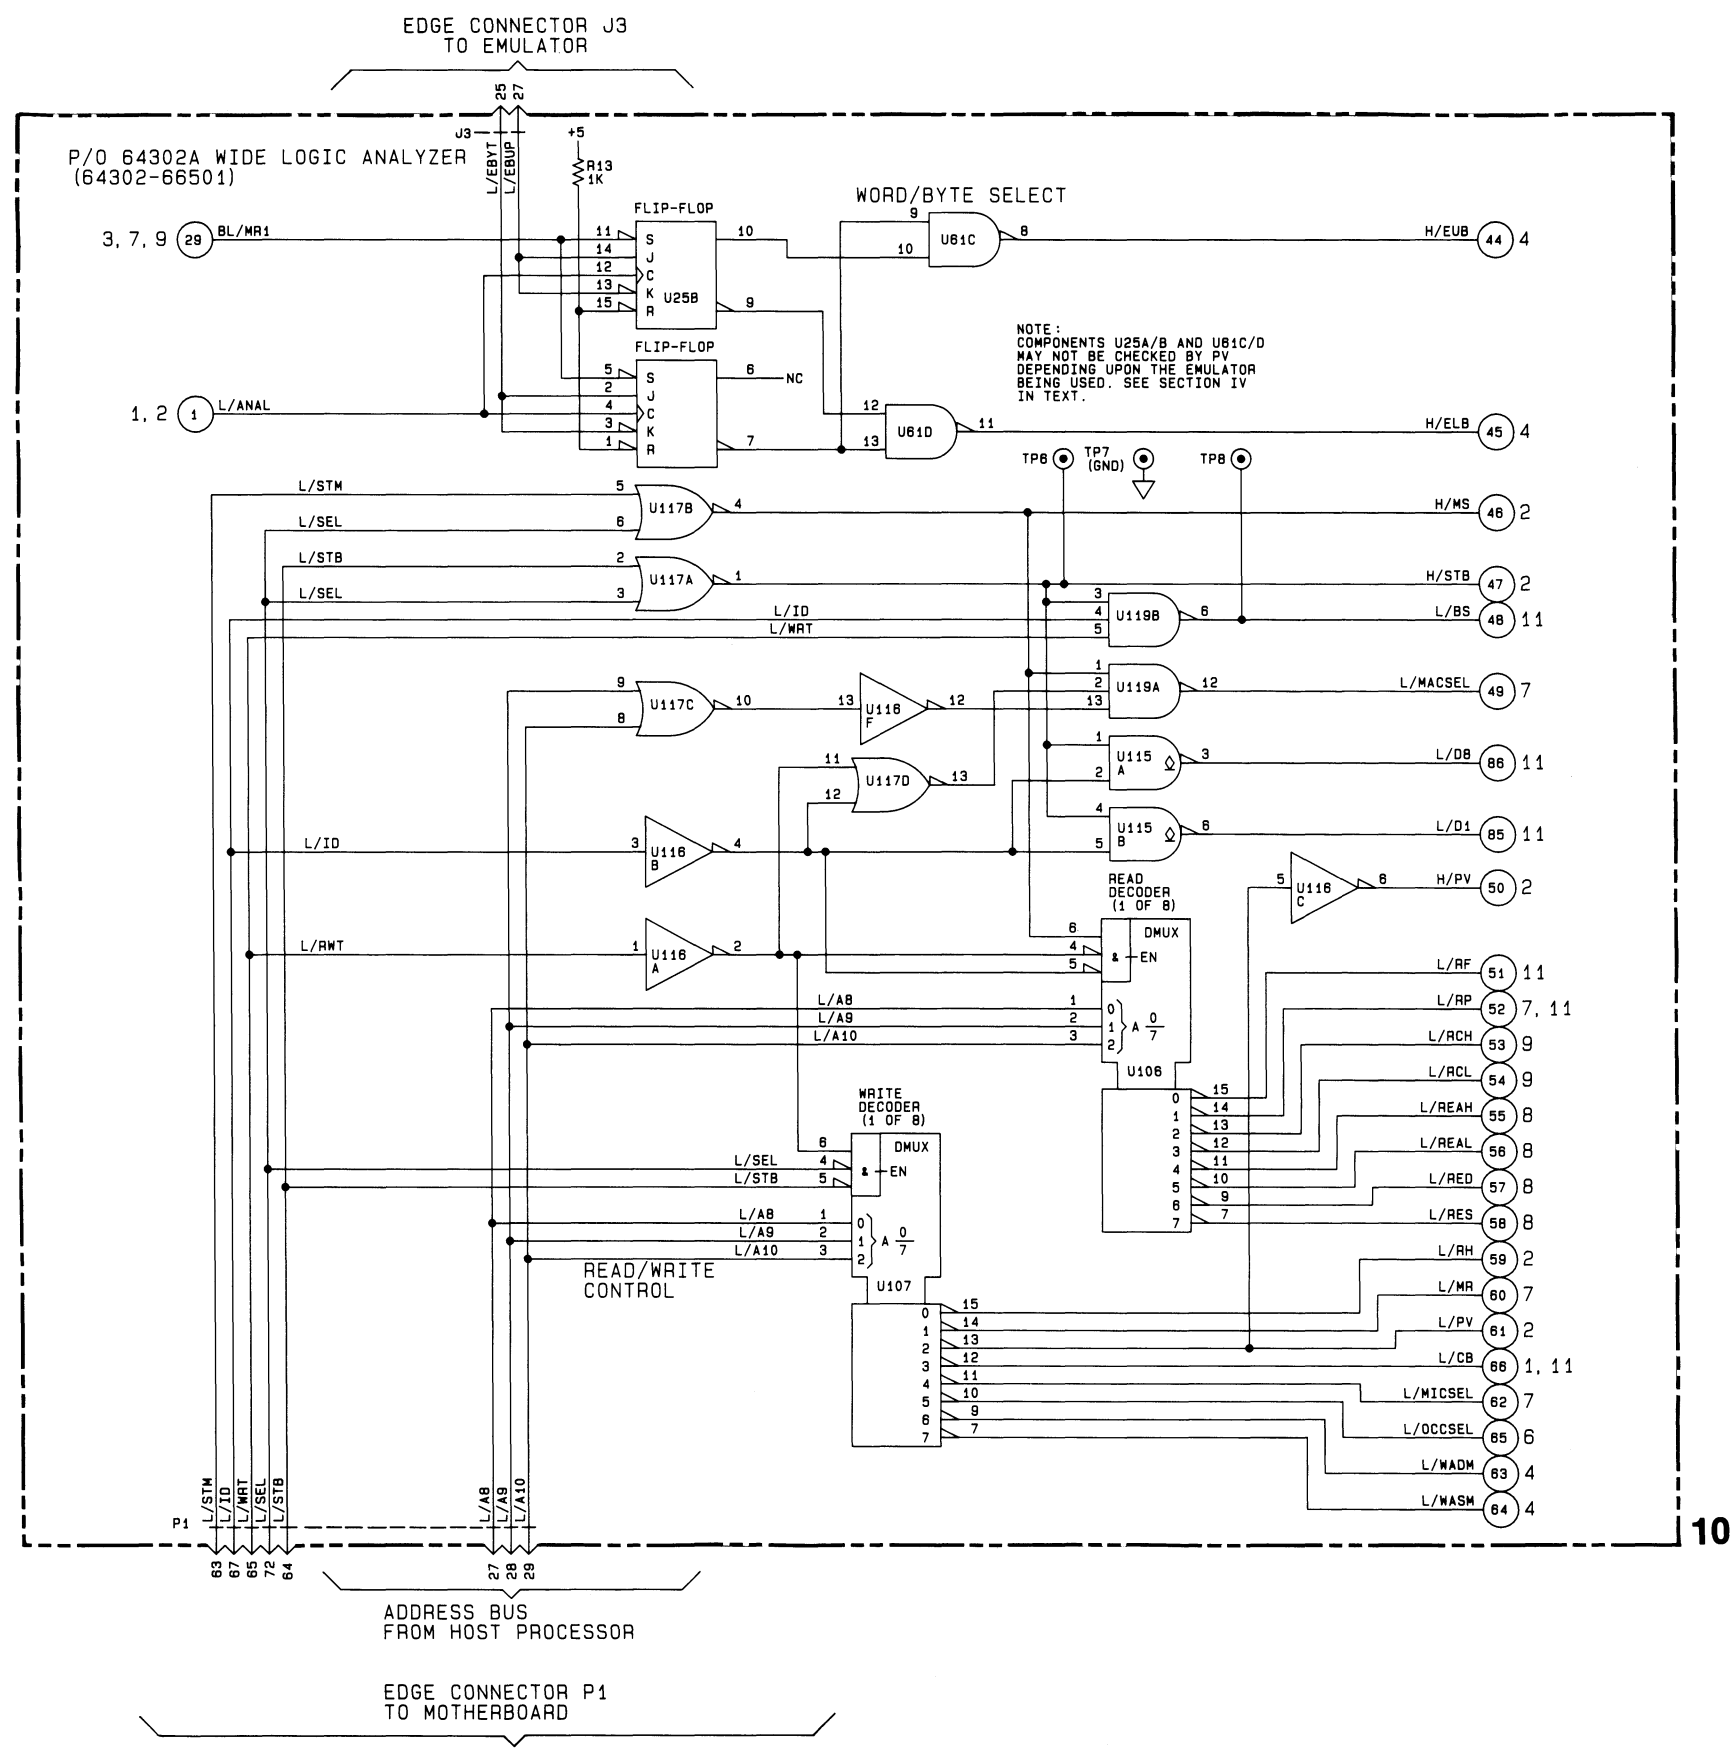 EDGE CONNECTOR J3
TO EMULATOR
25
27
J3
+5
P/O 64302A WIDE LOGIC ANALYZER
(64302-66501)
L/EBYT
L/EBUP
R13
1K
WORD/BYTE SELECT
FLIP-FLOP
3, 7, 9
29
BL/MR1
11
S
14
J
12
C
13
K
15
R
U25B
10
9
9
10
U61C
8
H/EUB
44
4
NOTE:
COMPONENTS U25A/B AND U61C/D
MAY NOT BE CHECKED BY PV
DEPENDING UPON THE EMULATOR
BEING USED. SEE SECTION IV
IN TEXT.
FLIP-FLOP
1, 2
1
L/ANAL
5
S
2
J
4
C
3
K
1
R
6
NC
7
12
13
U61D
11
H/ELB
45
4
TP6
TP7
(GND)
TP8
L/STM
5
L/SEL
6
U117B
4
H/MS
46
2
L/STB
2
L/SEL
3
U117A
1
H/STB
47
2
L/ID
L/WRT
3
4
5
U119B
6
L/BS
48
11
9
8
U117C
10
13
U116
F
12
1
2
13
U119A
12
L/MACSEL
49
7
11
12
U117D
13
1
2
U115
A
3
L/D8
86
11
L/ID
3
U116
B
4
4
5
U115
B
6
L/D1
85
11
READ
DECODER
(1 OF 8)
5
U116
C
6
H/PV
50
2
L/RWT
1
U116
A
2
6
4
5
&
EN
DMUX
L/A8
1
0
L/A9
2
1
L/A10
3
2
A 0
7
U106
0
15
L/RF
51
11
1
14
L/RP
52
7, 11
2
13
L/RCH
53
9
3
12
L/RCL
54
9
4
11
L/REAH
55
8
5
10
L/REAL
56
8
6
9
L/RED
57
8
7
7
L/RES
58
8
WRITE
DECODER
(1 OF 8)
6
L/SEL
4
L/STB
5
&
EN
DMUX
L/A8
1
0
L/A9
2
1
L/A10
3
2
A 0
7
READ/WRITE
CONTROL
U107
0
15
L/RH
59
2
1
14
L/MR
60
7
2
13
L/PV
61
2
3
12
L/CB
66
1, 11
4
11
L/MICSEL
62
7
5
10
L/OCCSEL
65
6
6
9
L/WADM
63
4
7
7
L/WASM
64
4
L/STM
L/ID
L/WRT
L/SEL
L/STB
L/A8
L/A9
L/A10
P1
63
67
65
72
64
27
28
29
10
ADDRESS BUS
FROM HOST PROCESSOR
EDGE CONNECTOR P1
TO MOTHERBOARD